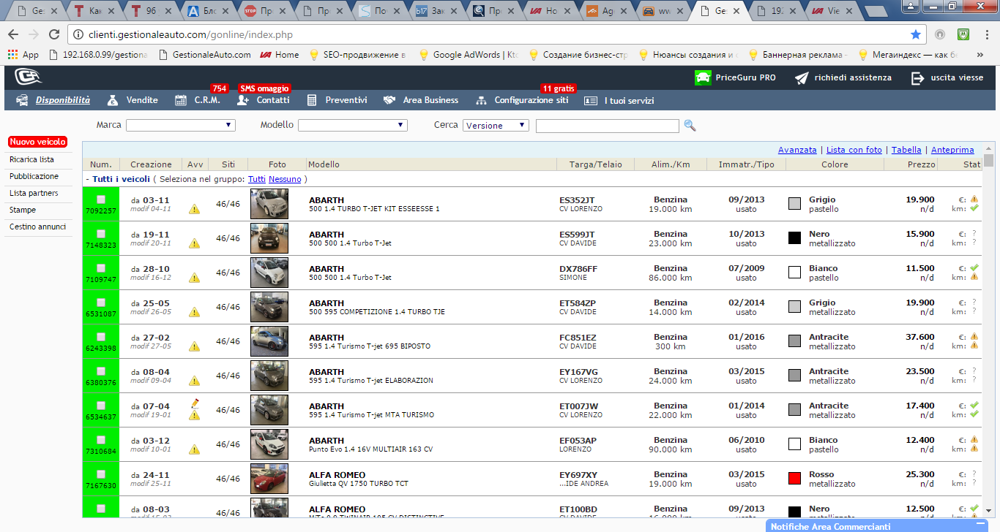 Ges
Ка
96
Бло
Пр
Пр
По
Зак
Пр
Ho
Ag
ww
Ges
192
Vie
clienti.gestionaleauto.com/gonline/index.php
App 192.168.0.99/gestiona GestionaleAuto.com Home SEO-продвижение в Google AdWords | Кто Создание бизнес-стр Нюансы создания и Баннерная реклама - Мегаиндекс — как бе »
PriceGuru PRO richiedi assistenza uscita viesse
754 SMS omaggio 11 gratis
Disponibilità Vendite C.R.M. Contatti Preventivi Area Business Configurazione siti I tuoi servizi
Marca Modello Cerca Versione
Nuovo veicolo
Ricarica lista
Pubblicazione
Lista partners
Stampe
Cestino annunci
Avanzata | Lista con foto | Tabella | Anteprima
Num. Creazione Avv Siti Foto Modello Targa/Telaio Alim./Km Immatr./Tipo Colore Prezzo Stat
- Tutti i veicoli ( Seleziona nel gruppo: Tutti Nessuno )
da 03-11 46/46 ABARTH ES352JT Benzina 09/2013 Grigio 19.900 €:
7092257 modif 04-11 500 1.4 TURBO T-JET KIT ESSEESSE 1 CV LORENZO 19.000 km usato pastello n/d km:
da 19-11 46/46 ABARTH ES599JT Benzina 10/2013 Nero 15.900 €: ?
7148323 modif 20-11 500 500 1.4 Turbo T-Jet CV DAVIDE 23.000 km usato metallizzato n/d km: ?
da 28-10 46/46 ABARTH DX786FF Benzina 07/2009 Bianco 11.500 €:
7109747 modif 16-12 500 500 1.4 Turbo T-Jet SIMONE 86.000 km usato pastello n/d km:
da 25-05 46/46 ABARTH ET584ZP Benzina 02/2014 Grigio 19.900 €: ?
6531087 modif 26-05 500 595 COMPETIZIONE 1.4 TURBO TJE CV DAVIDE 14.000 km usato metallizzato n/d km: ?
da 27-02 46/46 ABARTH FC851EZ Benzina 01/2016 Antracite 37.600 €:
6243398 modif 27-05 595 1.4 Turismo T-jet 695 BIPOSTO CV DAVIDE 300 km usato metallizzato n/d km:
da 08-04 46/46 ABARTH EY167VG Benzina 03/2015 Antracite 23.500 €: ?
6380376 modif 09-04 595 1.4 Turismo T-jet ELABORAZION CV LORENZO 24.000 km usato metallizzato n/d km: ?
da 07-04 46/46 ABARTH ET007JW Benzina 01/2014 Antracite 17.400 €:
6534637 modif 19-01 595 1.4 Turismo T-jet MTA TURISMO CV LORENZO 22.000 km usato metallizzato n/d km:
da 03-12 46/46 ABARTH EF053AP Benzina 06/2010 Bianco 12.400 €:
7310684 modif 10-01 Punto Evo 1.4 16V MULTIAIR 163 CV LORENZO 90.000 km usato pastello n/d km:
da 24-11 46/46 ALFA ROMEO EY697XY Benzina 03/2015 Rosso 25.300 €: ?
7167630 modif 25-11 Giulietta QV 1750 TURBO TCT ...IDE ANDREA 19.000 km usato metallizzato n/d km: ?
da 08-03 46/46 ALFA ROMEO ET100BD Benzina 09/2013 Nero 12.500 €:
Notifiche Area Commercianti